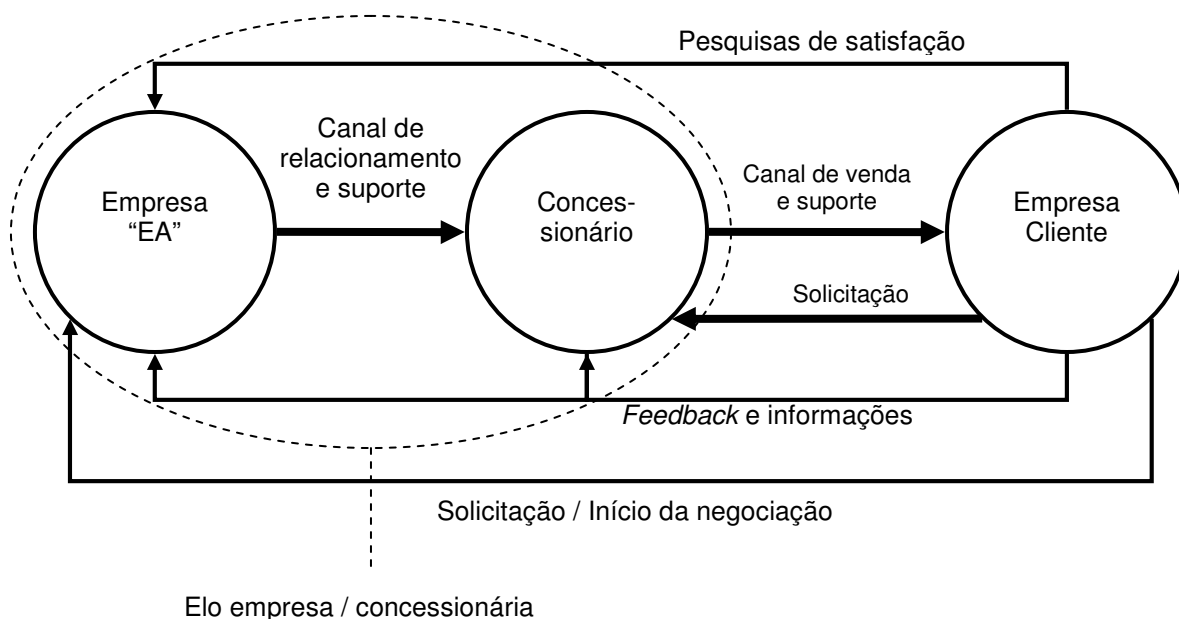 Pesquisas de satisfação
Canal de
relacionamento
e suporte
Empresa
“EA”
Conces-
sionário
Canal de venda
e suporte
Empresa
Cliente
Solicitação
Feedback e informações
Solicitação / Início da negociação
Elo empresa / concessionária